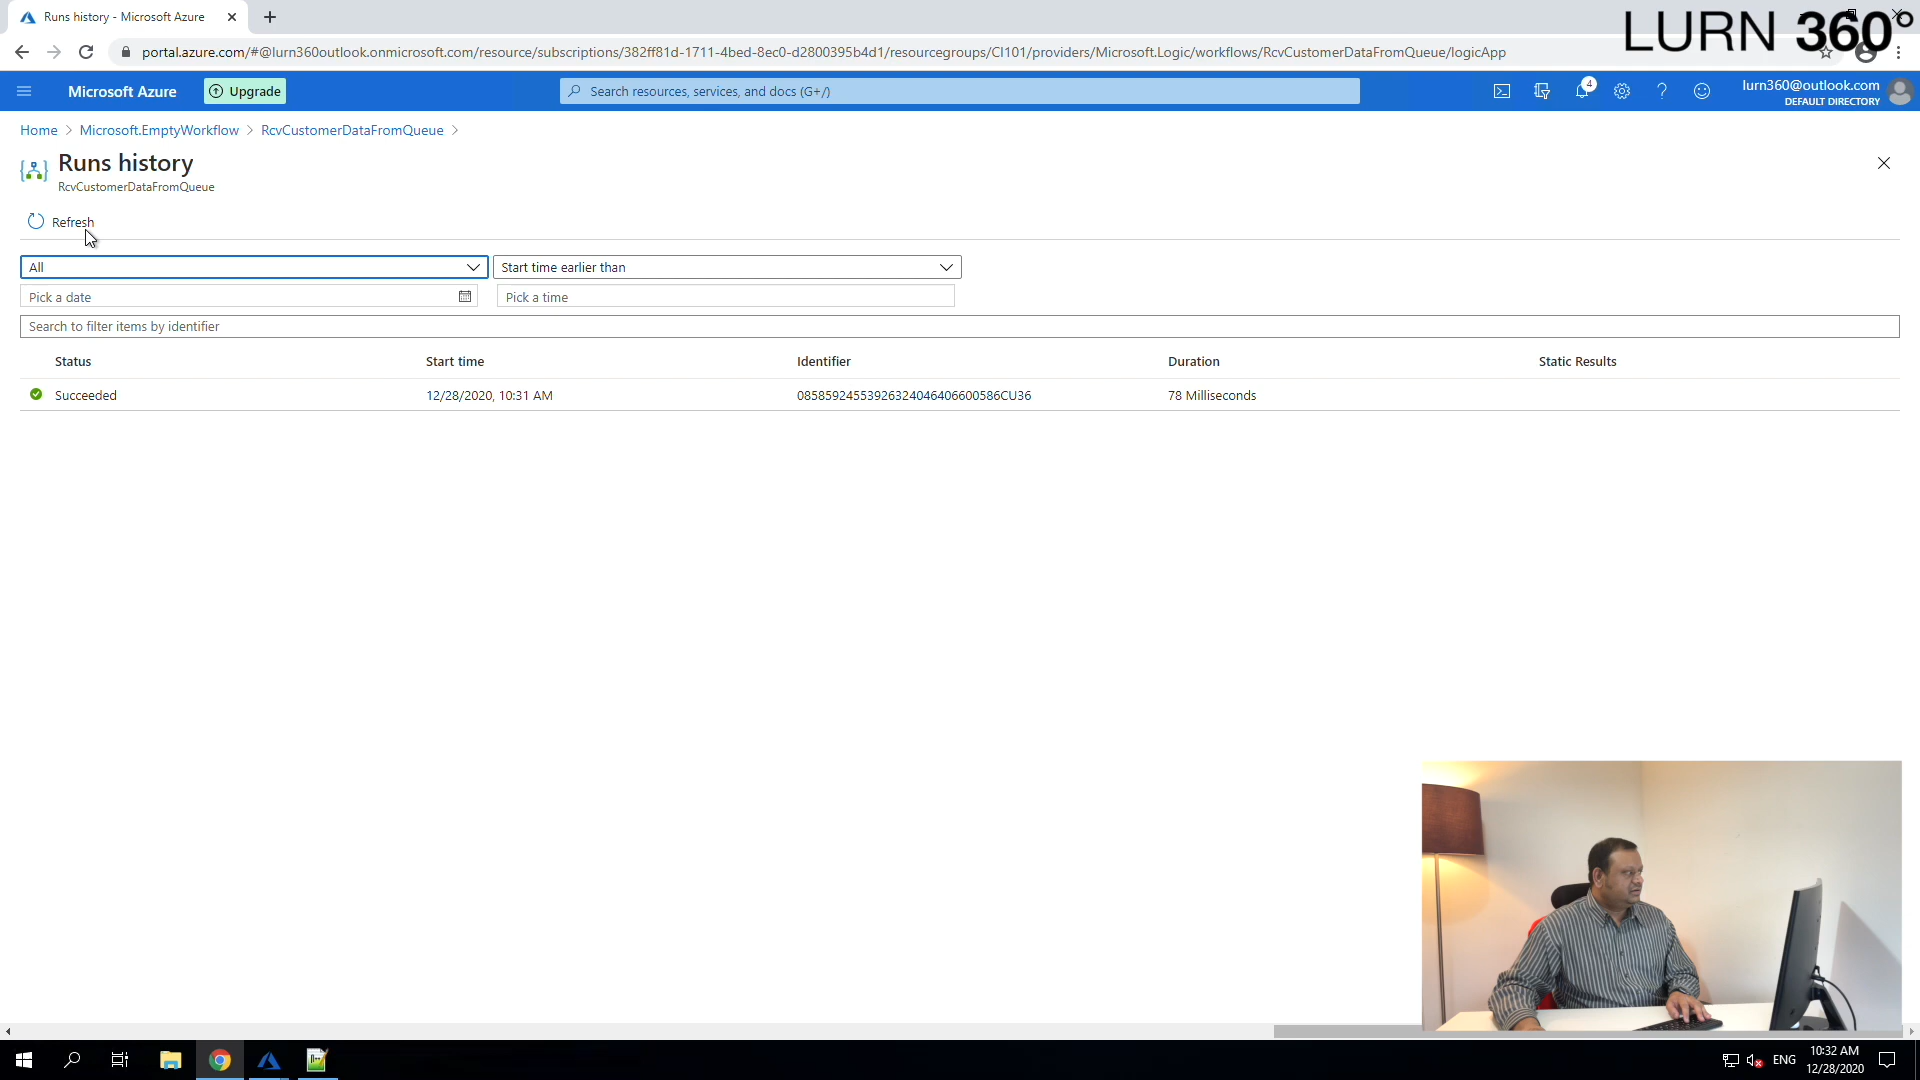 Runs history - Microsoft Azure
LURN 360°
portal.azure.com/#@lurn360outlook.onmicrosoft.com/resource/subscriptions/382ff81d-1711-4bed-8ec0-d2800395b4d1/resourcegroups/CI101/providers/Microsoft.Logic/workflows/RcvCustomerDataFromQueue/logicApp
Microsoft Azure
Upgrade
Search resources, services, and docs (G+/)
4
lurn360@outlook.com
DEFAULT DIRECTORY
Home > Microsoft.EmptyWorkflow > RcvCustomerDataFromQueue >
Runs history
RcvCustomerDataFromQueue
Refresh
All Start time earlier than
Pick a date Pick a time
Search to filter items by identifier
Status Start time Identifier Duration Static Results
Succeeded 12/28/2020, 10:31 AM 08585924553926324046406600586CU36 78 Milliseconds
ENG
10:32 AM
12/28/2020